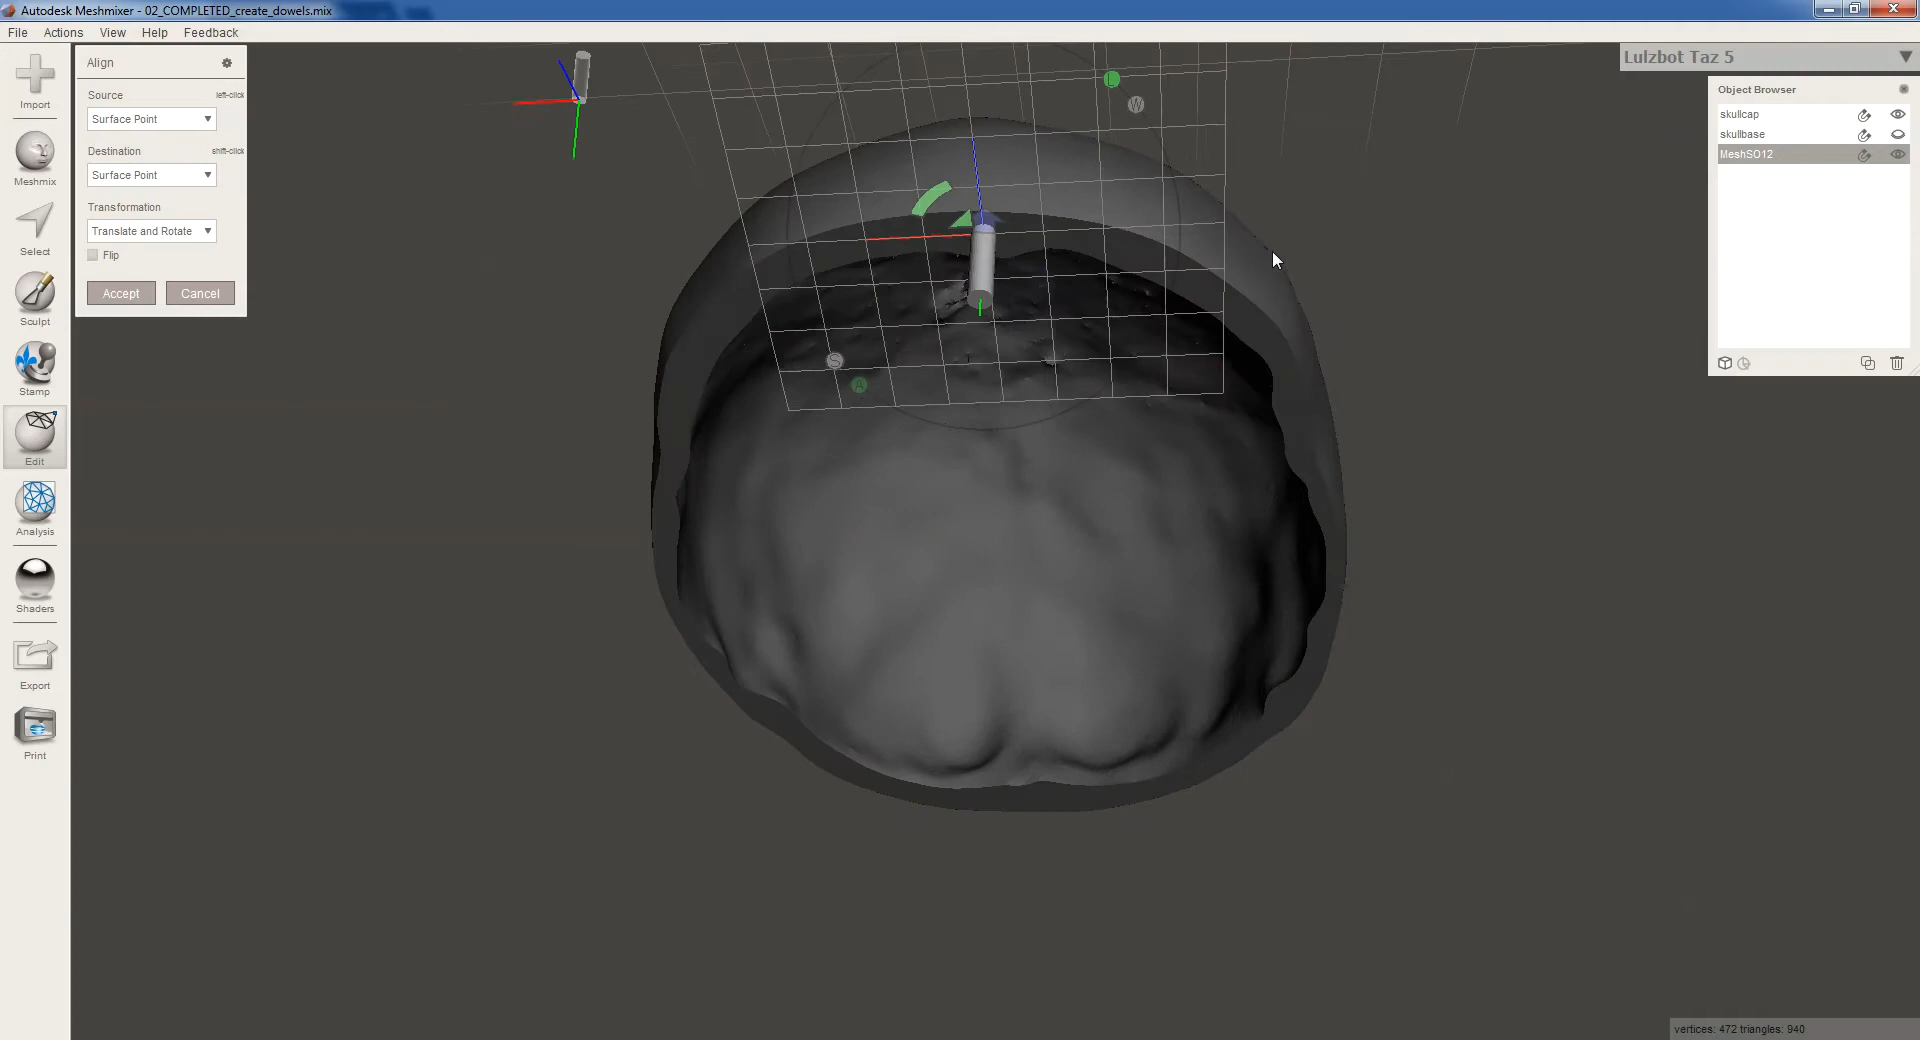 Autodesk Meshmixer - 02_COMPLETED_create_dowels.mix
File Actions View Help Feedback
Import
Meshmix
Select
Sculpt
Stamp
Edit
Analysis
Shaders
Export
Print
Align
Source left-click
Surface Point
Destination shift-click
Surface Point
Transformation
Translate and Rotate
Flip
Accept Cancel
L
W
S
A
Lulzbot Taz 5
Object Browser
skullcap
skullbase
MeshSO12
vertices: 472 triangles: 940